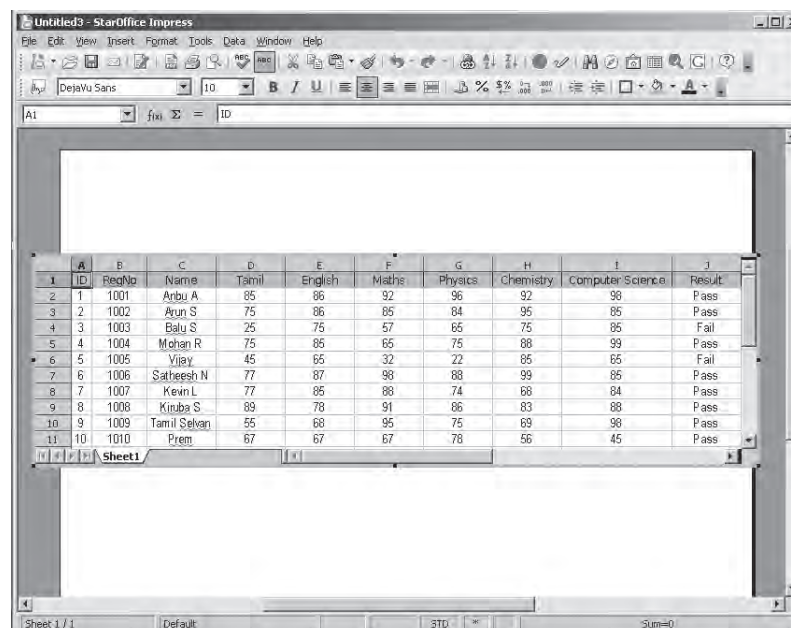 Untitled3 - StarOffice Impress
File Edit View Insert Format Tools Data Window Help
DejaVu Sans 10 B I U
A1 f(x) Σ = ID
A B C D E F G H I J
1 ID RegNo Name Tamil English Maths Physics Chemistry Computer Science Result
2 1 1001 Anbu A 85 86 92 96 92 98 Pass
3 2 1002 Arun S 75 86 85 84 95 85 Pass
4 3 1003 Balu S 25 75 57 65 75 85 Fail
5 4 1004 Mohan R 75 85 65 75 88 99 Pass
6 5 1005 Vijay 45 65 32 22 85 65 Fail
7 6 1006 Satheesh N 77 87 98 88 99 85 Pass
8 7 1007 Kevin L 77 85 88 74 68 84 Pass
9 8 1008 Kiruba S 89 78 91 86 83 88 Pass
10 9 1009 Tamil Selvan 55 68 95 75 69 98 Pass
11 10 1010 Prem 67 67 67 78 56 45 Pass
Sheet1
Sheet 1 / 1 Default STD * Sum=0